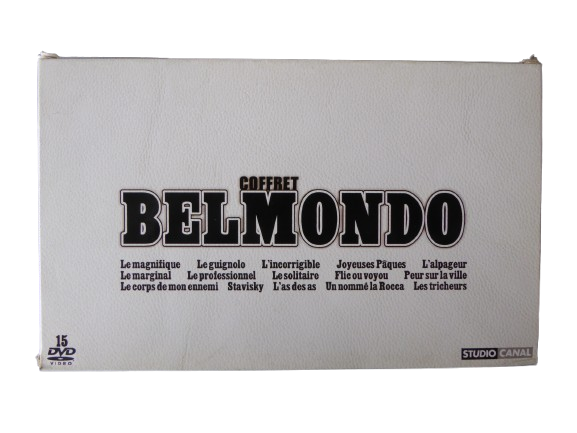 COFFRET
BELMONDO
Le magnifique Le guignolo L'incorrigible Joyeuses Pâques L'alpageur
Le marginal Le professionnel Le solitaire Flic ou voyou Peur sur la ville
Le corps de mon ennemi Stavisky L'as des as Un nommé la Rocca Les tricheurs
15
DVD
VIDEO
STUDIO CANAL